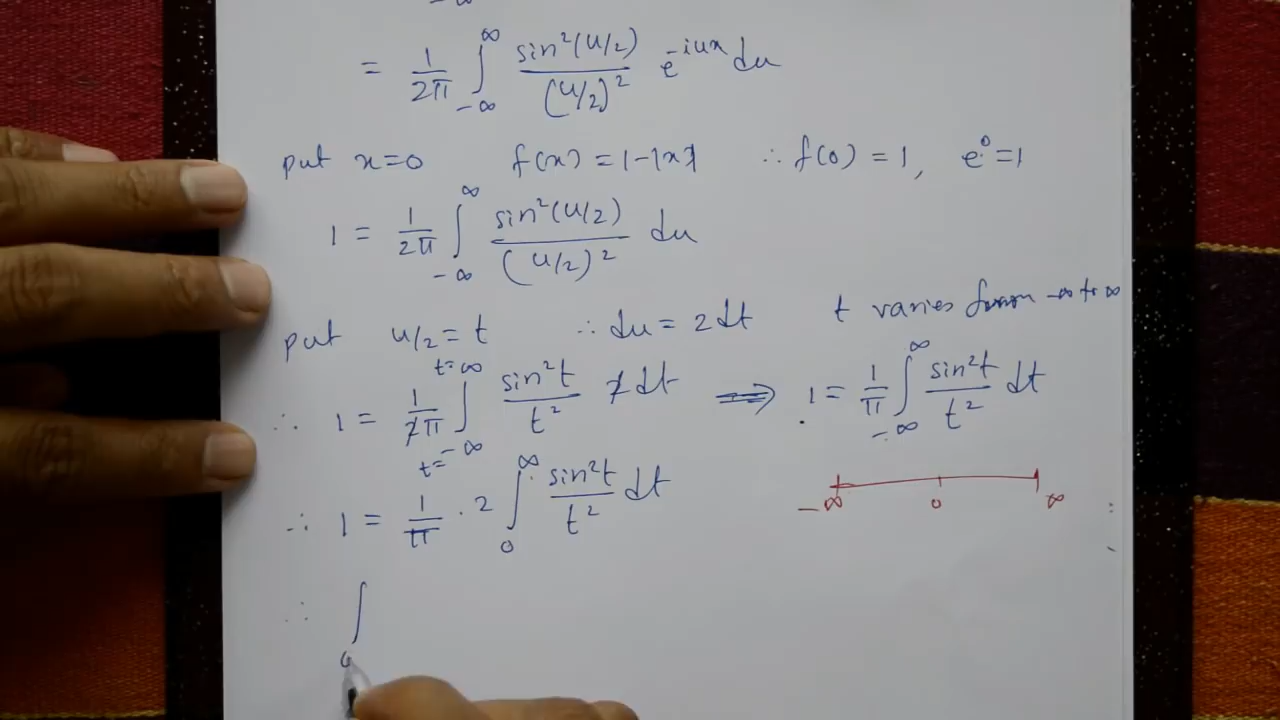 -∞
= 1/2π ∫_{-∞}^{∞} sin²(u/2)/(u/2)² e^{-iux} du
put x=0 f(x) = 1-|x| ∴ f(0) = 1, e⁰=1
1 = 1/2π ∫_{-∞}^{∞} sin²(u/2)/(u/2)² du
put u/2 = t ∴ du = 2dt t varies from -∞ to ∞
∴ 1 = 1/2π ∫_{t=-∞}^{t=∞} sin²t/t² 2dt ⟹ 1 = 1/π ∫_{-∞}^{∞} sin²t/t² dt
∴ 1 = 1/π · 2 ∫_{0}^{∞} sin²t/t² dt
-∞ 0 ∞
∴ ∫_{0}